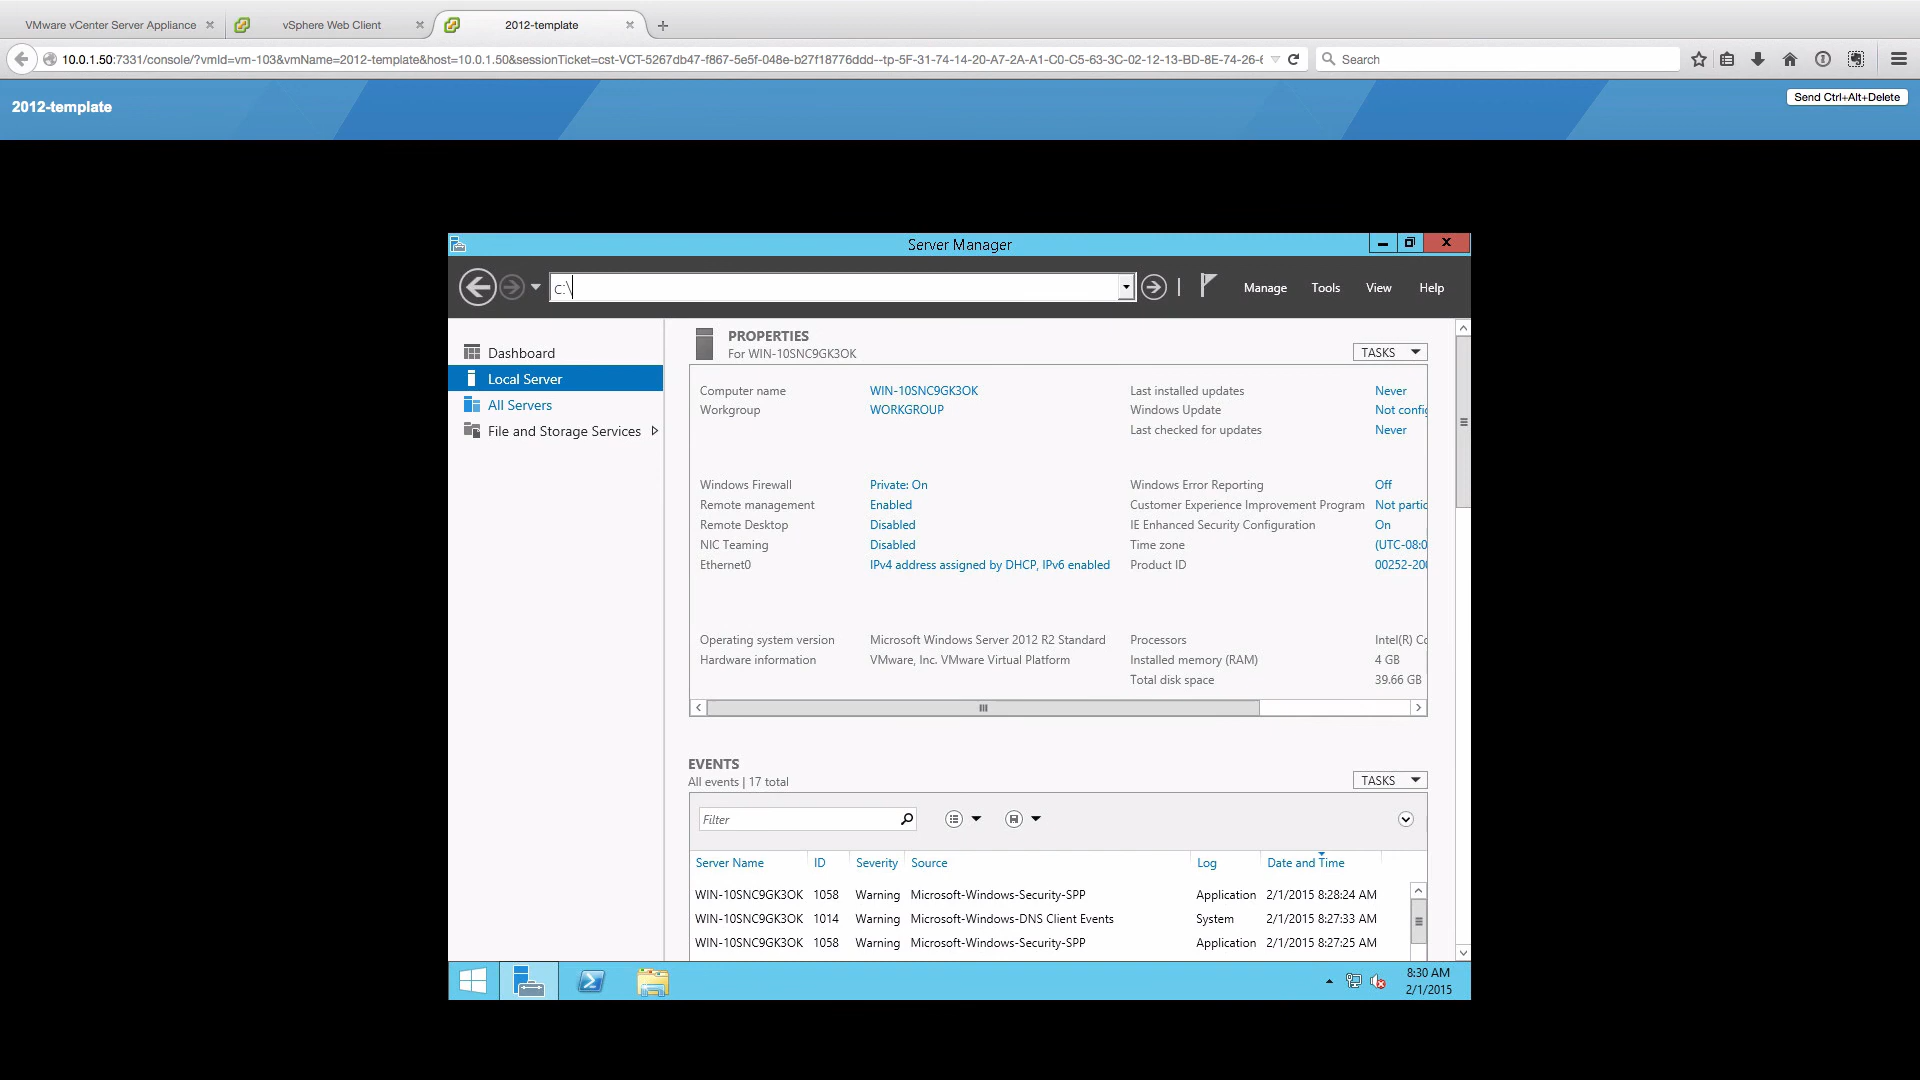 VMware vCenter Server Appliance
vSphere Web Client
2012-template
10.0.1.50:7331/console/?vmId=vm-103&vmName=2012-template&host=10.0.1.50&sessionTicket=cst-VCT-5267db47-f867-5e5f-048e-b27f18776ddd--tp-5F-31-74-14-20-A7-2A-A1-C0-C5-63-3C-02-12-13-BD-8E-74-26-6
Search
2012-template
Send Ctrl+Alt+Delete
Server Manager
c:\
Manage Tools View Help
Dashboard
Local Server
All Servers
File and Storage Services
PROPERTIES
For WIN-10SNC9GK3OK
TASKS
Computer name WIN-10SNC9GK3OK Last installed updates Never
Workgroup WORKGROUP Windows Update Not config
Last checked for updates Never
Windows Firewall Private: On Windows Error Reporting Off
Remote management Enabled Customer Experience Improvement Program Not partic
Remote Desktop Disabled IE Enhanced Security Configuration On
NIC Teaming Disabled Time zone (UTC-08:0
Ethernet0 IPv4 address assigned by DHCP, IPv6 enabled Product ID 00252-200
Operating system version Microsoft Windows Server 2012 R2 Standard Processors Intel(R) Co
Hardware information VMware, Inc. VMware Virtual Platform Installed memory (RAM) 4 GB
Total disk space 39.66 GB
EVENTS
All events | 17 total
TASKS
Filter
Server Name ID Severity Source Log Date and Time
WIN-10SNC9GK3OK 1058 Warning Microsoft-Windows-Security-SPP Application 2/1/2015 8:28:24 AM
WIN-10SNC9GK3OK 1014 Warning Microsoft-Windows-DNS Client Events System 2/1/2015 8:27:33 AM
WIN-10SNC9GK3OK 1058 Warning Microsoft-Windows-Security-SPP Application 2/1/2015 8:27:25 AM
8:30 AM
2/1/2015